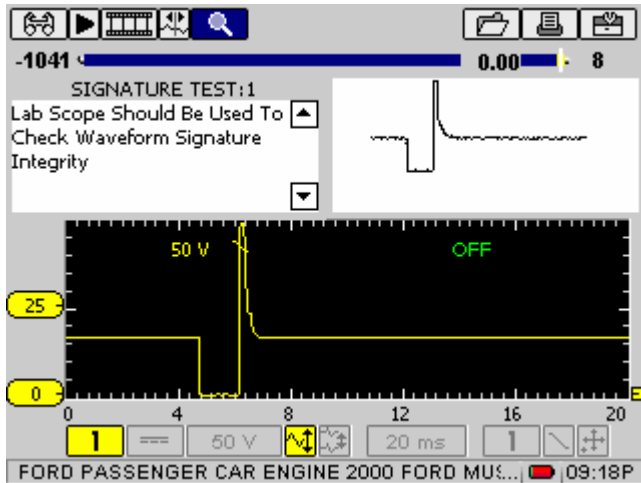 -1041 0.00 8
SIGNATURE TEST:1
Lab Scope Should Be Used To
Check Waveform Signature
Integrity
50 V OFF
25
0
0 4 8 12 16 20
1 50 V 20 ms 1
FORD PASSENGER CAR ENGINE 2000 FORD MUS... 09:18P